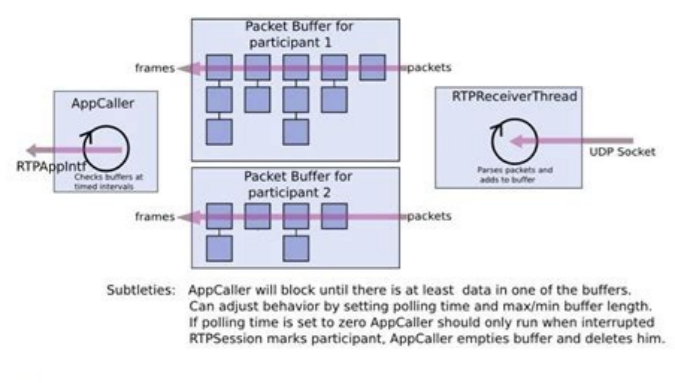 Packet Buffer for
participant 1
frames
packets
AppCaller
RTPAppIntf
Checks buffers at
timed intervals
RTPReceiverThread
UDP Socket
Parses packets and
adds to buffer
Packet Buffer for
participant 2
frames
packets
Subtleties: AppCaller will block until there is at least data in one of the buffers.
Can adjust behavior by setting polling time and max/min buffer length.
If polling time is set to zero AppCaller should only run when interrupted
RTPSession marks participant, AppCaller empties buffer and deletes him.